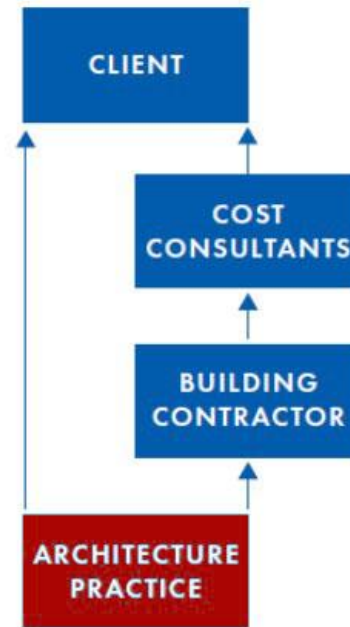 CLIENT
COST
CONSULTANTS
BUILDING
CONTRACTOR
ARCHITECTURE
PRACTICE